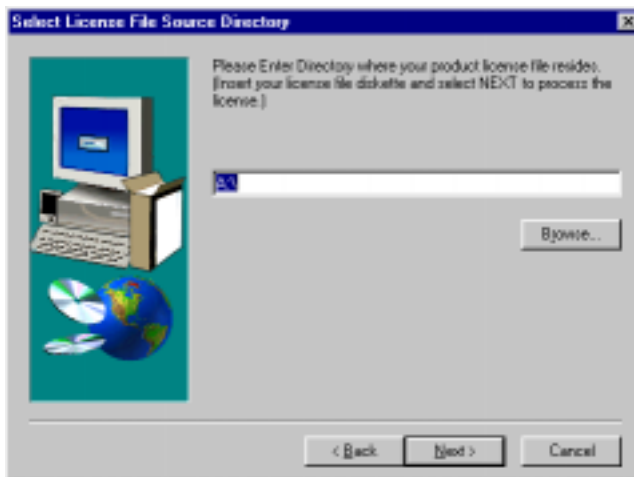 Select License File Source Directory
Please Enter Directory where your product license file resides.
(Insert your license file diskette and select NEXT to process the
license.)
A:\
Browse...
< Back
Next >
Cancel